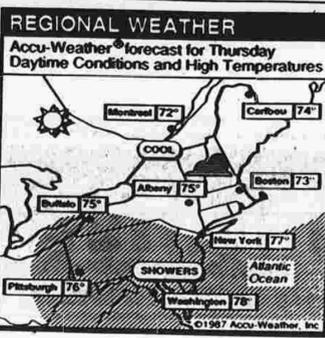 REGIONAL WEATHER
Accu-Weather® forecast for Thursday
Daytime Conditions and High Temperatures
Montreal 72°
Caribou 74°
COOL
Albany 75°
Boston 73°
Buffalo 75°
New York 77°
SHOWERS
Atlantic
Ocean
Pittsburgh 76°
Washington 78°
©1987 Accu-Weather, Inc